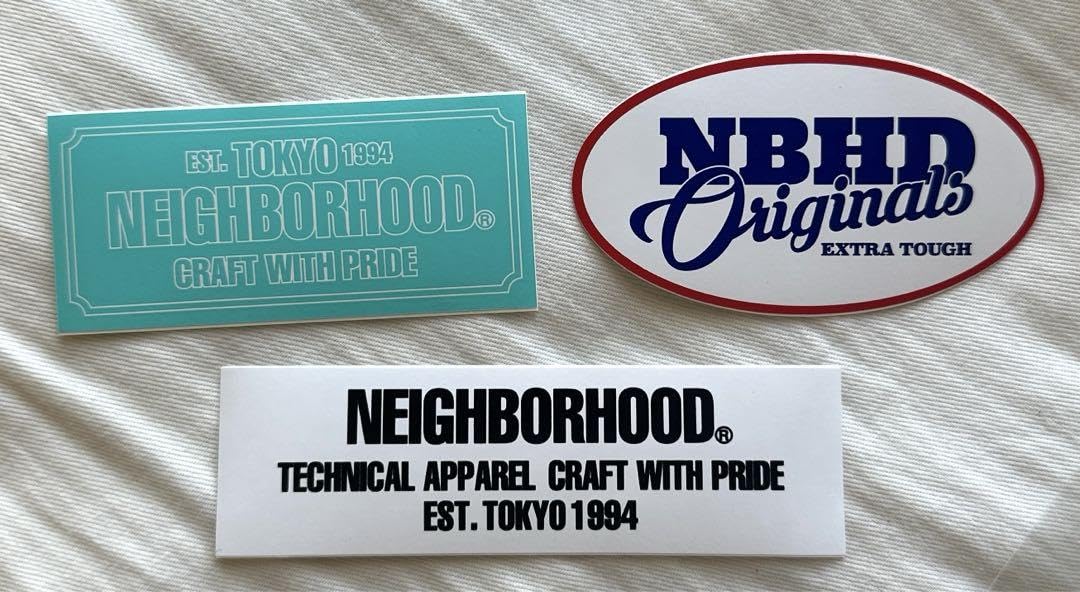 EST. TOKYO 1994
NEIGHBORHOOD®
CRAFT WITH PRIDE
NBHD
Originals
EXTRA TOUGH
NEIGHBORHOOD®
TECHNICAL APPAREL CRAFT WITH PRIDE
EST. TOKYO 1994